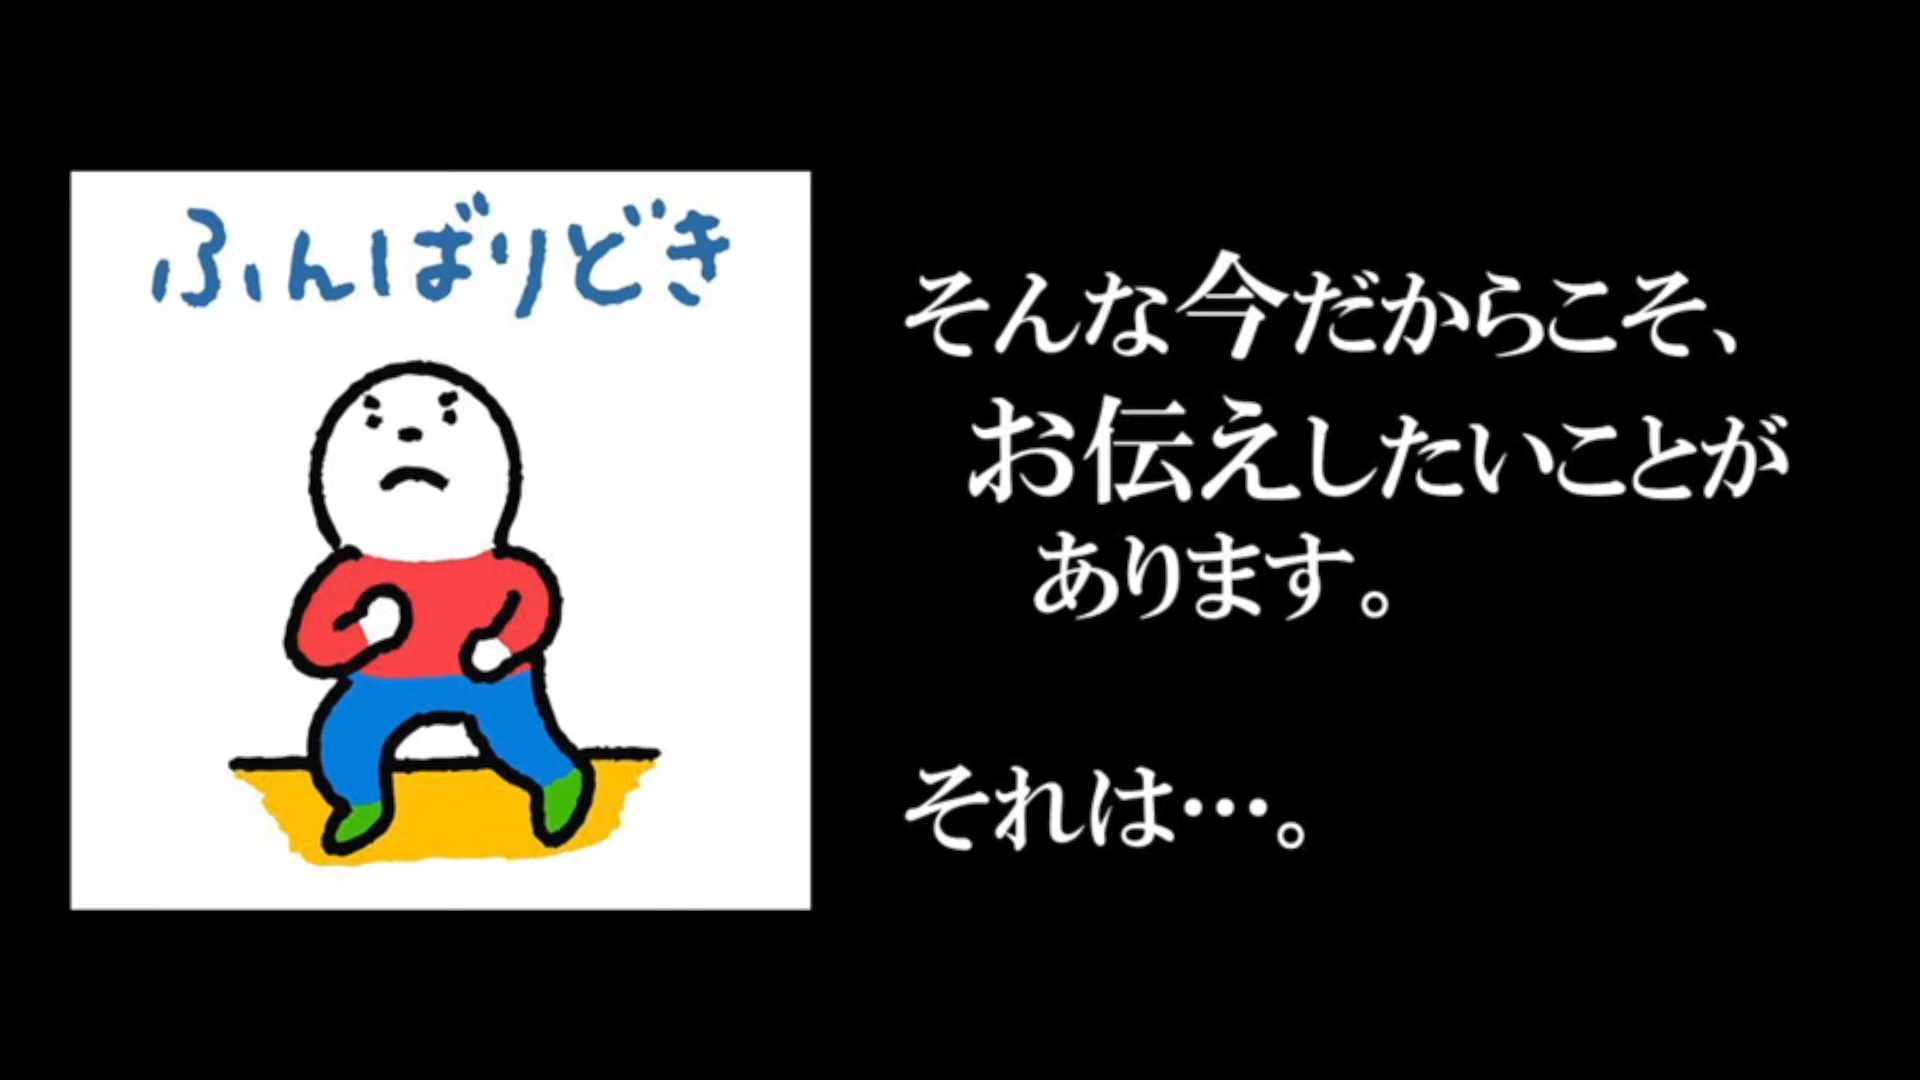 ふんばりどき
そんな今だからこそ、
お伝えしたいことが
あります。
それは…。